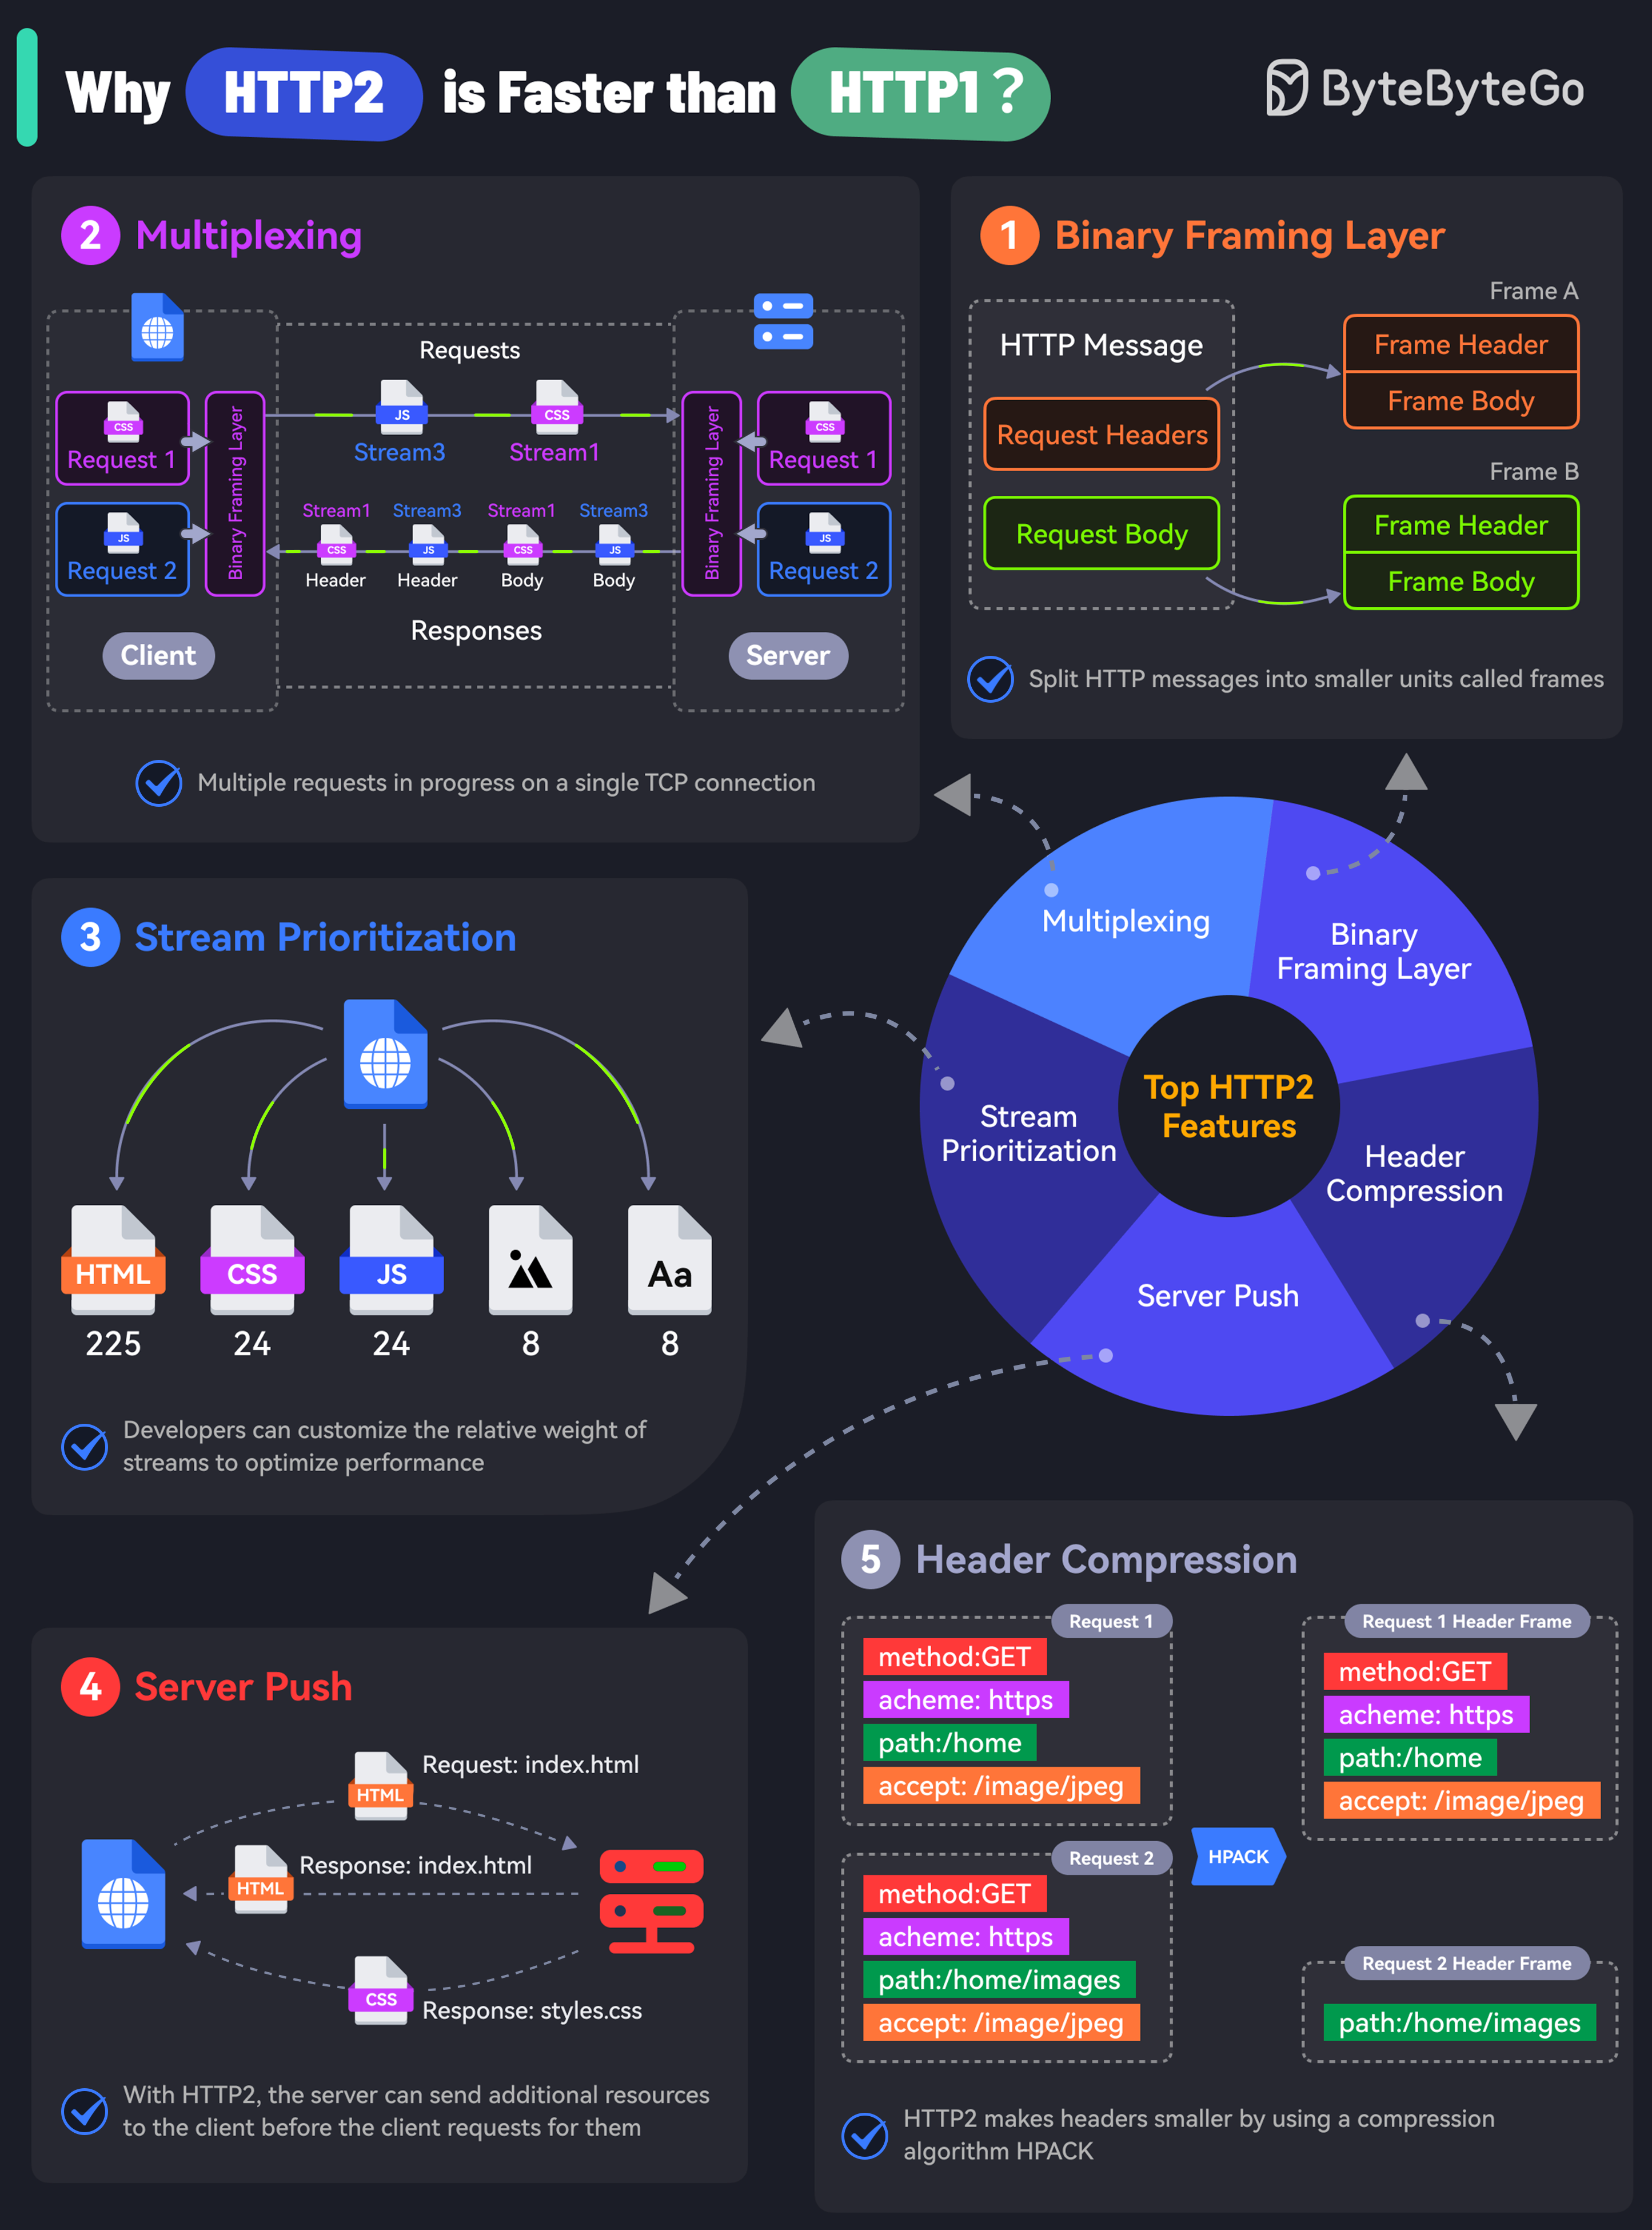 Why HTTP2 is Faster than HTTP1 ?
ByteByteGo
2 Multiplexing
Requests
CSS
Request 1
JS
Request 2
Binary Framing Layer
JS
Stream3
CSS
Stream1
Stream1
Stream3
Stream1
Stream3
CSS
JS
CSS
JS
Header
Header
Body
Body
Responses
Binary Framing Layer
CSS
Request 1
JS
Request 2
Client
Server
Multiple requests in progress on a single TCP connection
1 Binary Framing Layer
HTTP Message
Request Headers
Request Body
Frame A
Frame Header
Frame Body
Frame B
Frame Header
Frame Body
Split HTTP messages into smaller units called frames
Top HTTP2
Features
Multiplexing
Binary
Framing Layer
Header
Compression
Server Push
Stream
Prioritization
3 Stream Prioritization
HTML
CSS
JS
Aa
225
24
24
8
8
Developers can customize the relative weight of
streams to optimize performance
4 Server Push
HTML
Request: index.html
HTML
Response: index.html
CSS
Response: styles.css
With HTTP2, the server can send additional resources
to the client before the client requests for them
5 Header Compression
Request 1
method:GET
acheme: https
path:/home
accept: /image/jpeg
Request 2
method:GET
acheme: https
path:/home/images
accept: /image/jpeg
HPACK
Request 1 Header Frame
method:GET
acheme: https
path:/home
accept: /image/jpeg
Request 2 Header Frame
path:/home/images
HTTP2 makes headers smaller by using a compression
algorithm HPACK